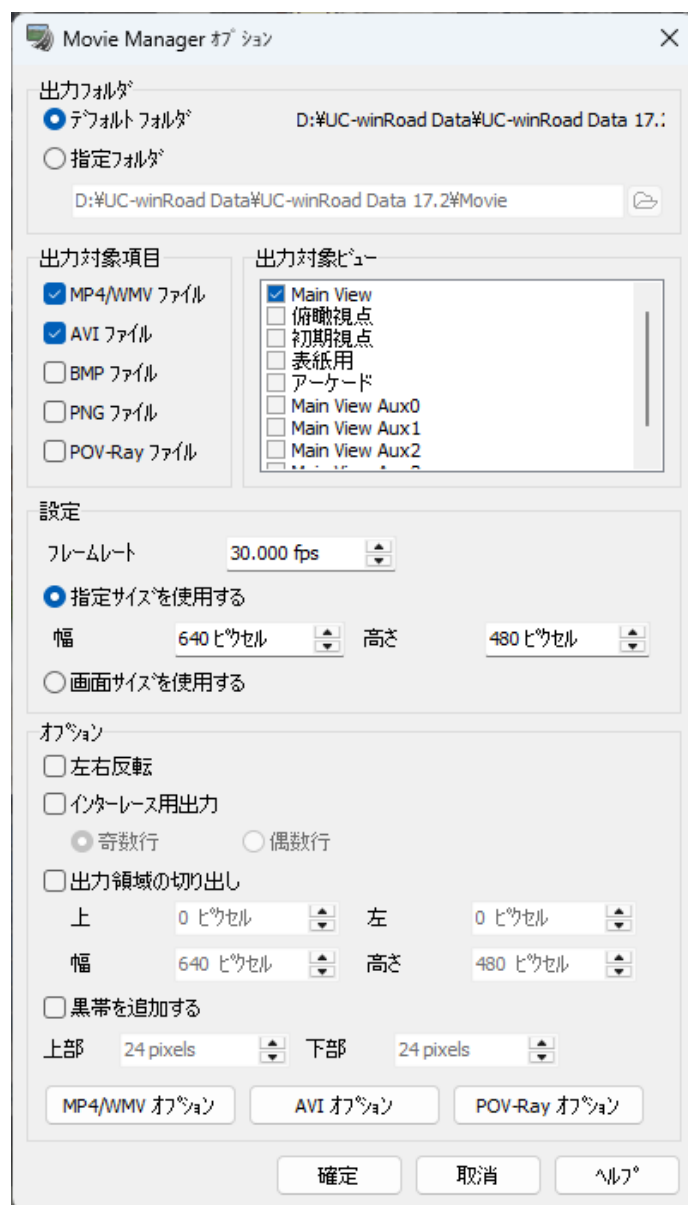 Movie Manager ｵﾌﾟｼｮﾝ
出力ﾌｫﾙﾀﾞ
ﾃﾞﾌｫﾙﾄ ﾌｫﾙﾀﾞ D:¥UC-winRoad Data¥UC-winRoad Data 17.2
指定ﾌｫﾙﾀﾞ
D:¥UC-winRoad Data¥UC-winRoad Data 17.2¥Movie
出力対象項目
MP4/WMV ﾌｧｲﾙ
AVI ﾌｧｲﾙ
BMP ﾌｧｲﾙ
PNG ﾌｧｲﾙ
POV-Ray ﾌｧｲﾙ
出力対象ﾋﾞｭｰ
Main View
俯瞰視点
初期視点
表紙用
アーケード
Main View Aux0
Main View Aux1
Main View Aux2
設定
ﾌﾚｰﾑﾚｰﾄ 30.000 fps
指定ｻｲｽﾞを使用する
幅 640 ﾋﾟｸｾﾙ 高さ 480 ﾋﾟｸｾﾙ
画面ｻｲｽﾞを使用する
ｵﾌﾟｼｮﾝ
左右反転
ｲﾝﾀｰﾚｰｽ用出力
奇数行 偶数行
出力領域の切り出し
上 0 ﾋﾟｸｾﾙ 左 0 ﾋﾟｸｾﾙ
幅 640 ﾋﾟｸｾﾙ 高さ 480 ﾋﾟｸｾﾙ
黒帯を追加する
上部 24 pixels 下部 24 pixels
MP4/WMV ｵﾌﾟｼｮﾝ AVI ｵﾌﾟｼｮﾝ POV-Ray ｵﾌﾟｼｮﾝ
確定 取消 ﾍﾙﾌﾟ